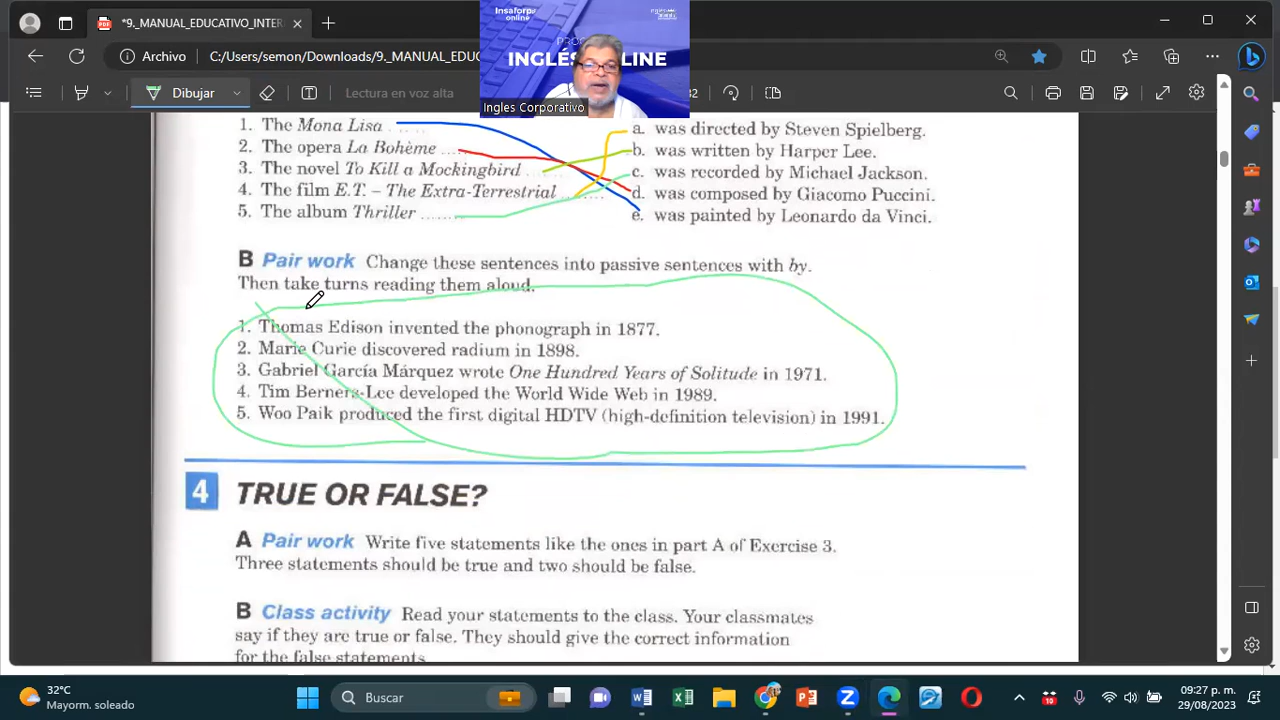 *9._MANUAL_EDUCATIVO_INTER
Insaforp
online
PRO
INGLÉS ONLINE
Ingles Corporativo
Archivo
C:/Users/semon/Downloads/9._MANUAL_EDUC
Dibujar
Lectura en voz alta
32
1. The Mona Lisa
a. was directed by Steven Spielberg.
2. The opera La Bohème .....
b. was written by Harper Lee.
3. The novel To Kill a Mockingbird
c. was recorded by Michael Jackson.
4. The film E.T. – The Extra-Terrestrial ........
d. was composed by Giacomo Puccini.
5. The album Thriller ........
e. was painted by Leonardo da Vinci.
B Pair work Change these sentences into passive sentences with by.
Then take turns reading them aloud.
1. Thomas Edison invented the phonograph in 1877.
2. Marie Curie discovered radium in 1898.
3. Gabriel García Márquez wrote One Hundred Years of Solitude in 1971.
4. Tim Berners-Lee developed the World Wide Web in 1989.
5. Woo Paik produced the first digital HDTV (high-definition television) in 1991.
4 TRUE OR FALSE?
A Pair work Write five statements like the ones in part A of Exercise 3.
Three statements should be true and two should be false.
B Class activity Read your statements to the class. Your classmates
say if they are true or false. They should give the correct information
for the false statements.
32°C
Mayorm. soleado
Buscar
10
09:27 p. m.
29/08/2023